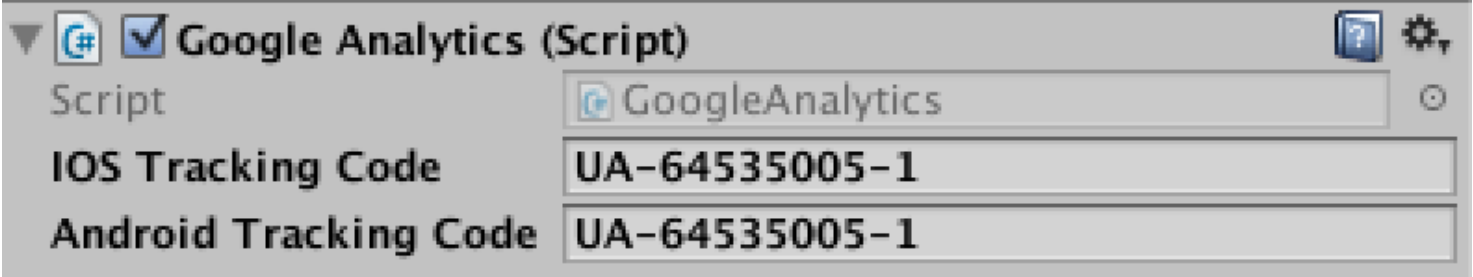 Google Analytics (Script)
Script GoogleAnalytics
IOS Tracking Code UA-64535005-1
Android Tracking Code UA-64535005-1